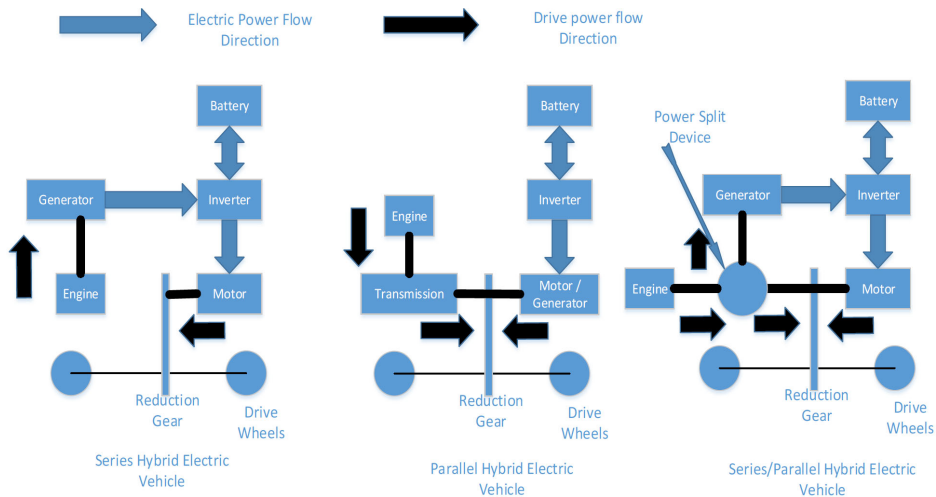 Electric Power Flow
Direction
Drive power flow
Direction
Battery
Generator
Inverter
Engine
Motor
Reduction
Gear
Drive
Wheels
Series Hybrid Electric
Vehicle
Battery
Engine
Inverter
Transmission
Motor /
Generator
Reduction
Gear
Drive
Wheels
Parallel Hybrid Electric
Vehicle
Power Split
Device
Battery
Generator
Inverter
Engine
Motor
Reduction
Gear
Drive
Wheels
Series/Parallel Hybrid Electric
Vehicle